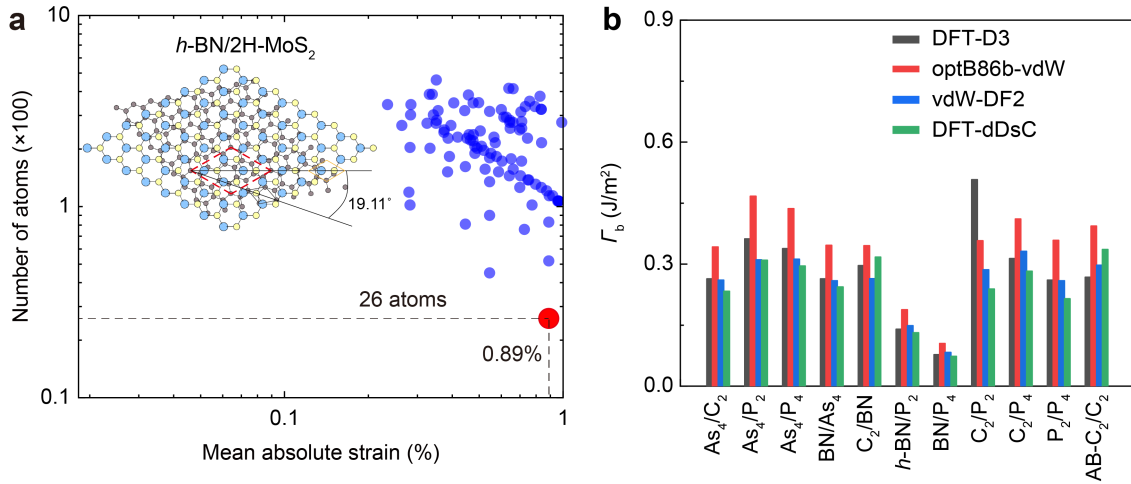 a
h-BN/2H-MoS₂
19.11°
26 atoms
0.89%
10
1
0.1
0.1
1
Number of atoms (×100)
Mean absolute strain (%)
b
DFT-D3
optB86b-vdW
vdW-DF2
DFT-dDsC
0.9
0.6
0.3
0.0
Γb (J/m²)
As₄/C₂
As₄/P₂
As₄/P₄
BN/As₄
C₂/BN
h-BN/P₂
BN/P₄
C₂/P₂
C₂/P₄
P₂/P₄
AB-C₂/C₂